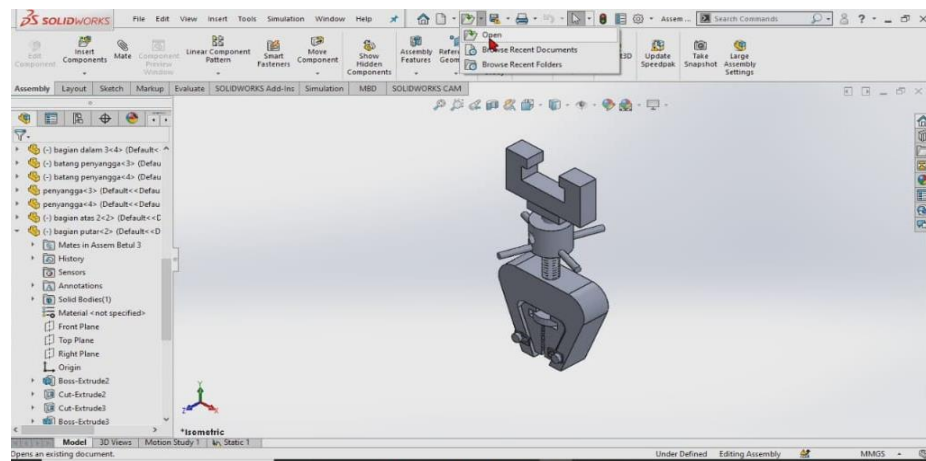 SOLIDWORKS File Edit View Insert Tools Simulation Window Help Assem ... Search Commands
Open
Browse Recent Documents
Browse Recent Folders
Edit Component
Insert Components
Mate
Component Preview Window
Linear Component Pattern
Smart Fasteners
Move Component
Show Hidden Components
Assembly Features
Update Speedpak
Take Snapshot
Large Assembly Settings
Assembly Layout Sketch Markup Evaluate SOLIDWORKS Add-Ins Simulation MBD SOLIDWORKS CAM
(-) bagian dalam 3<4> (Default<
(-) batang penyangga<3> (Defau
(-) batang penyangga<4> (Defau
penyangga<3> (Default<<Defau
penyangga<4> (Default<<Defau
(-) bagian atas 2<2> (Default<<D
(-) bagian putar<2> (Default<<D
Mates in Assem Betul 3
History
Sensors
Annotations
Solid Bodies(1)
Material <not specified>
Front Plane
Top Plane
Right Plane
Origin
Boss-Extrude2
Cut-Extrude2
Cut-Extrude3
Boss-Extrude3
*Isometric
Model 3D Views Motion Study 1 Static 1
Opens an existing document. Under Defined Editing Assembly MMGS